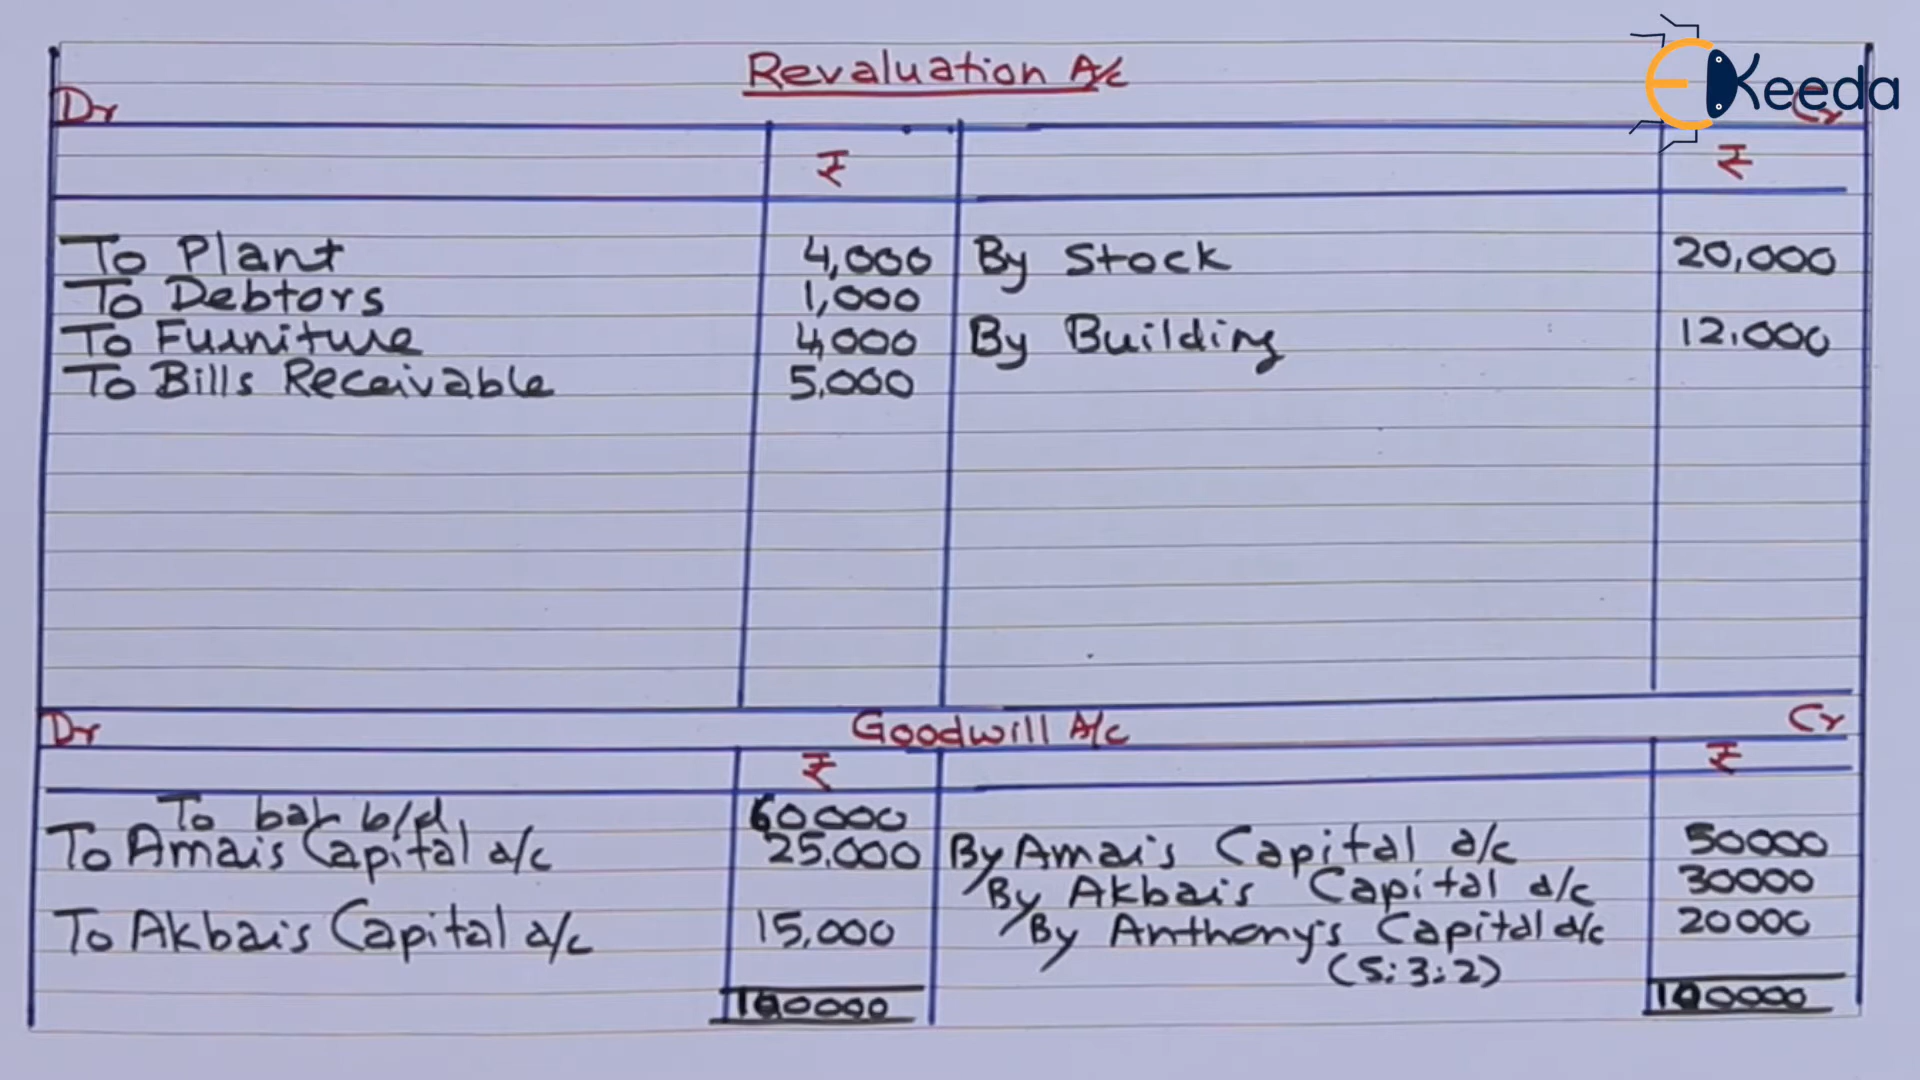 Revaluation A/c
EKeeda
Dr Cr
₹ ₹
To Plant 4,000 By Stock 20,000
To Debtors 1,000
To Furniture 4,000 By Building 12,000
To Bills Receivable 5,000
Dr Goodwill A/c Cr
₹ ₹
To bal b/d 60000
To Amar's Capital a/c 25,000 By Amar's Capital a/c 50000
By Akbar's Capital a/c 30000
To Akbar's Capital a/c 15,000 By Anthony's Capital a/c 20000
(5:3:2)
100000 100000